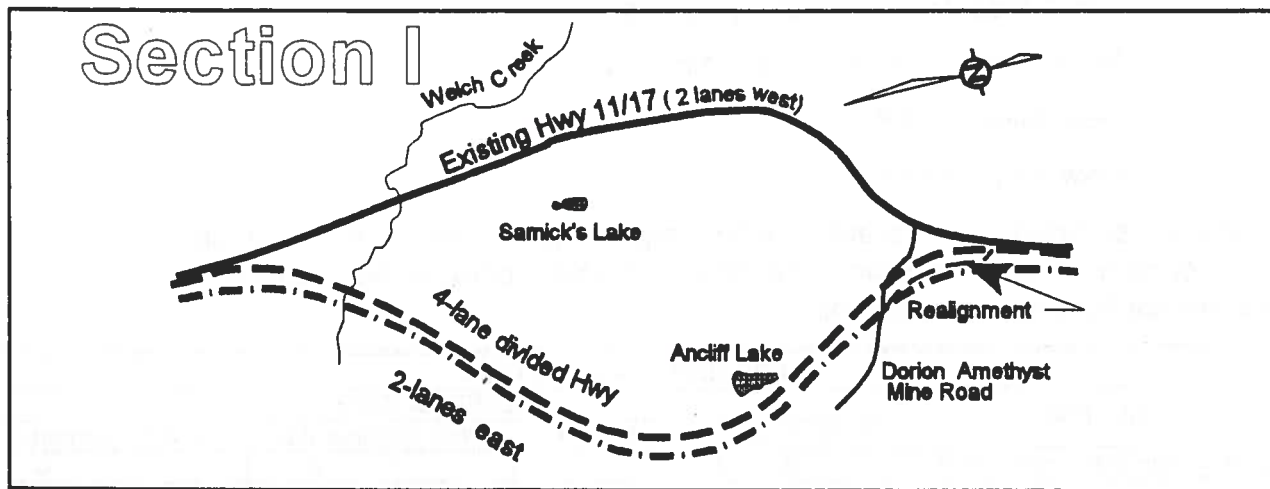 Section I
Welch Creek
Existing Hwy 11/17 ( 2 lanes west)
N
Samick's Lake
4-lane divided Hwy
2-lanes east
Ancliff Lake
Realignment
Dorion Amethyst
Mine Road